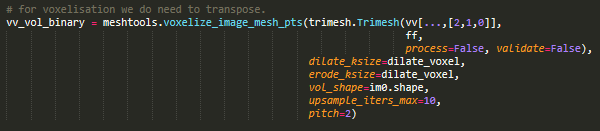 # for voxelisation we do need to transpose.
vv_vol_binary = meshtools.voxelize_image_mesh_pts(trimesh.Trimesh(vv[...,[2,1,0]],
ff,
process=False, validate=False),
dilate_ksize=dilate_voxel,
erode_ksize=dilate_voxel,
vol_shape=im0.shape,
upsample_iters_max=10,
pitch=2)